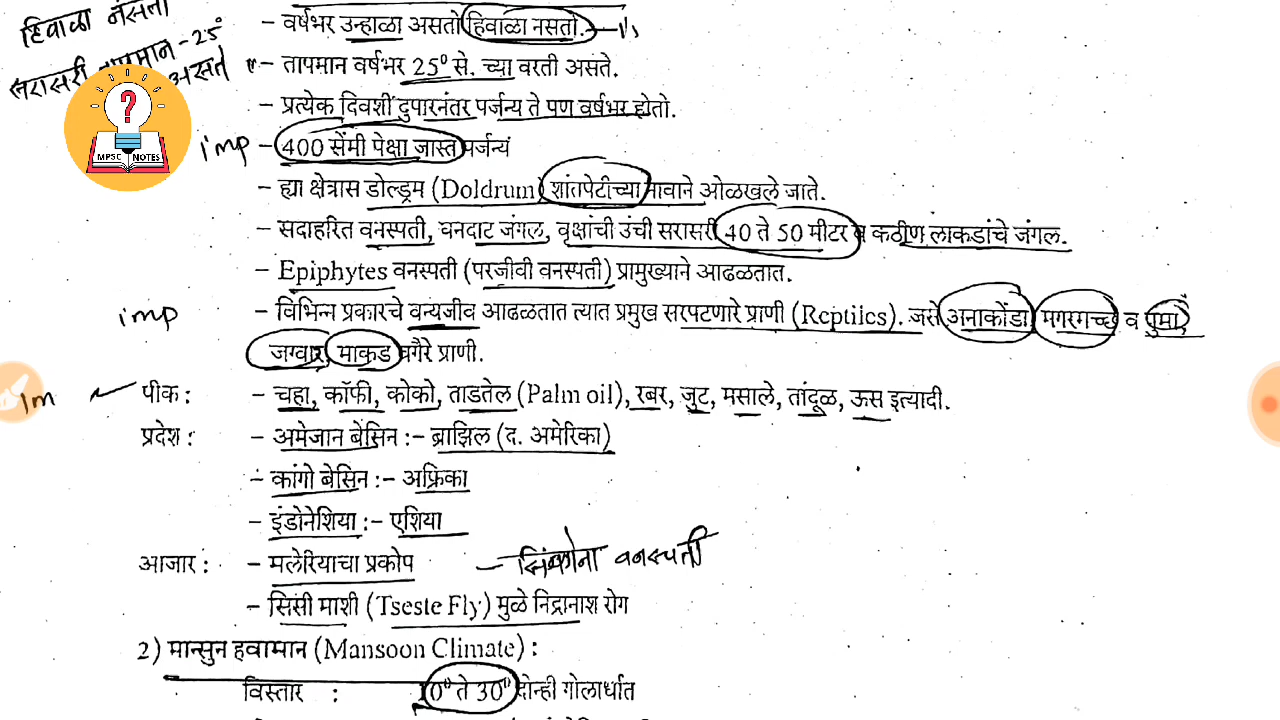 हिवाळा नसतो
सरासरी तापमान - 25°
असते
– वर्षभर उन्हाळा असतो हिवाळा नसतो.
– तापमान वर्षभर 25° से. च्या वरती असते.
– प्रत्येक दिवशी दुपारनंतर पर्जन्य ते पण वर्षभर होतो.
imp – 400 सेंमी पेक्षा जास्त पर्जन्यं
MPSC NOTES
– ह्या क्षेत्रास डोल्ड्रम (Doldrum) शांतपेटीच्या नावाने ओळखले जाते.
– सदाहरित वनस्पती, घनदाट जंगल, वृक्षांची उंची सरासरी 40 ते 50 मीटर व कठीण लाकडांचे जंगल.
– Epiphytes वनस्पती (परजीवी वनस्पती) प्रामुख्याने आढळतात.
imp – विभिन्न प्रकारचे वन्यजीव आढळतात त्यात प्रमुख सरपटणारे प्राणी (Reptiles). जसे अनाकोंडा मगरगच्छ व पुमा,
जग्वार, माकड वगैरे प्राणी.
im पीक : – चहा, कॉफी, कोको, ताडतेल (Palm oil), रबर, जुट, मसाले, तांदूळ, ऊस इत्यादी.
प्रदेश : – अमेजान बेसिन :– ब्राझिल (द. अमेरिका)
– कांगो बेसिन :– अफ्रिका
– इंडोनेशिया :– एशिया
आजार : – मलेरियाचा प्रकोप – सिंकोना वनस्पती
– सिसी माशी (Tseste Fly) मुळे निद्रानाश रोग
2) मान्सुन हवामान (Mansoon Climate) :
विस्तार : 10° ते 30° दोन्ही गोलार्धात